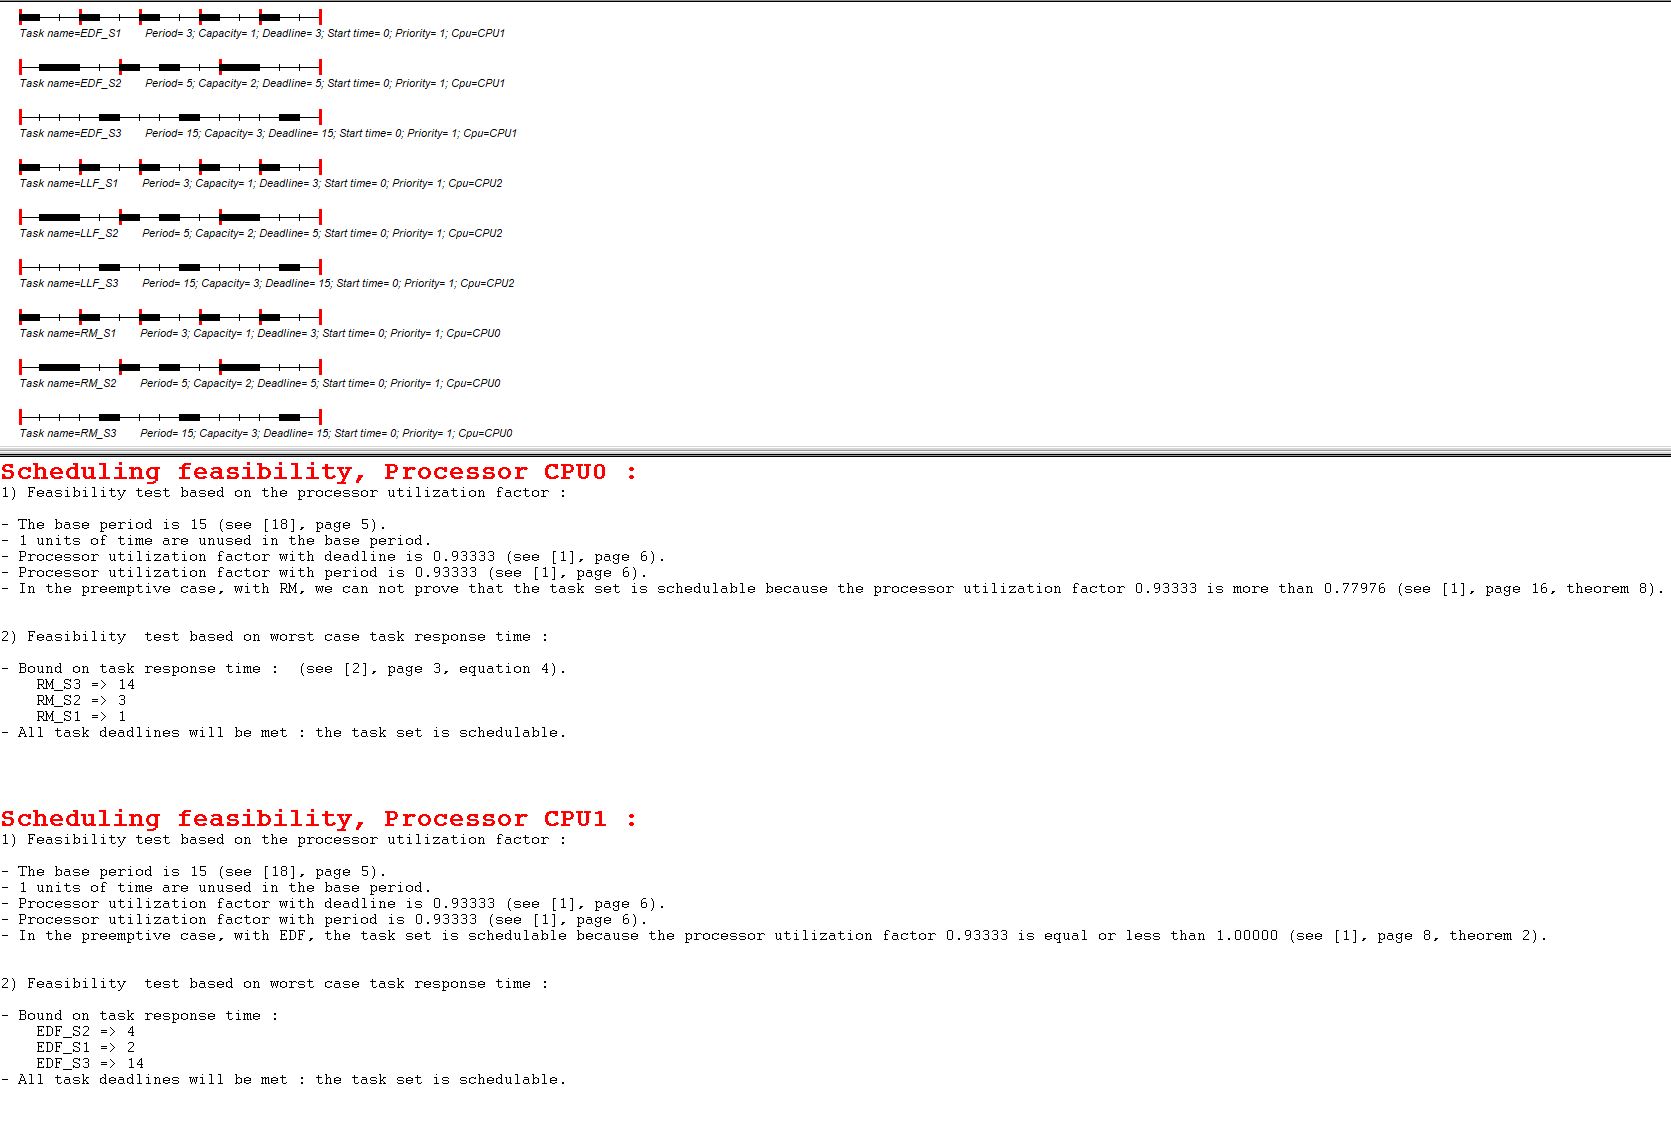 Task name=EDF_S1 Period= 3; Capacity= 1; Deadline= 3; Start time= 0; Priority= 1; Cpu=CPU1
Task name=EDF_S2 Period= 5; Capacity= 2; Deadline= 5; Start time= 0; Priority= 1; Cpu=CPU1
Task name=EDF_S3 Period= 15; Capacity= 3; Deadline= 15; Start time= 0; Priority= 1; Cpu=CPU1
Task name=LLF_S1 Period= 3; Capacity= 1; Deadline= 3; Start time= 0; Priority= 1; Cpu=CPU2
Task name=LLF_S2 Period= 5; Capacity= 2; Deadline= 5; Start time= 0; Priority= 1; Cpu=CPU2
Task name=LLF_S3 Period= 15; Capacity= 3; Deadline= 15; Start time= 0; Priority= 1; Cpu=CPU2
Task name=RM_S1 Period= 3; Capacity= 1; Deadline= 3; Start time= 0; Priority= 1; Cpu=CPU0
Task name=RM_S2 Period= 5; Capacity= 2; Deadline= 5; Start time= 0; Priority= 1; Cpu=CPU0
Task name=RM_S3 Period= 15; Capacity= 3; Deadline= 15; Start time= 0; Priority= 1; Cpu=CPU0
Scheduling feasibility, Processor CPU0 :
1) Feasibility test based on the processor utilization factor :
- The base period is 15 (see [18], page 5).
- 1 units of time are unused in the base period.
- Processor utilization factor with deadline is 0.93333 (see [1], page 6).
- Processor utilization factor with period is 0.93333 (see [1], page 6).
- In the preemptive case, with RM, we can not prove that the task set is schedulable because the processor utilization factor 0.93333 is more than 0.77976 (see [1], page 16, theorem 8).
2) Feasibility test based on worst case task response time :
- Bound on task response time : (see [2], page 3, equation 4).
RM_S3 => 14
RM_S2 => 3
RM_S1 => 1
- All task deadlines will be met : the task set is schedulable.
Scheduling feasibility, Processor CPU1 :
1) Feasibility test based on the processor utilization factor :
- The base period is 15 (see [18], page 5).
- 1 units of time are unused in the base period.
- Processor utilization factor with deadline is 0.93333 (see [1], page 6).
- Processor utilization factor with period is 0.93333 (see [1], page 6).
- In the preemptive case, with EDF, the task set is schedulable because the processor utilization factor 0.93333 is equal or less than 1.00000 (see [1], page 8, theorem 2).
2) Feasibility test based on worst case task response time :
- Bound on task response time :
EDF_S2 => 4
EDF_S1 => 2
EDF_S3 => 14
- All task deadlines will be met : the task set is schedulable.